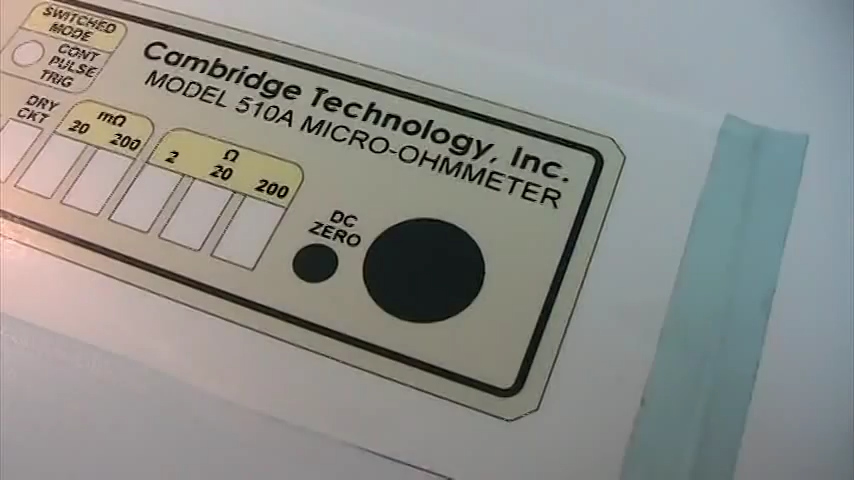 SWITCHED
MODE
CONT
PULSE
TRIG
Cambridge Technology, Inc.
MODEL 510A MICRO-OHMMETER
DRY
CKT
mΩ
20 200
Ω
2 20 200
DC
ZERO